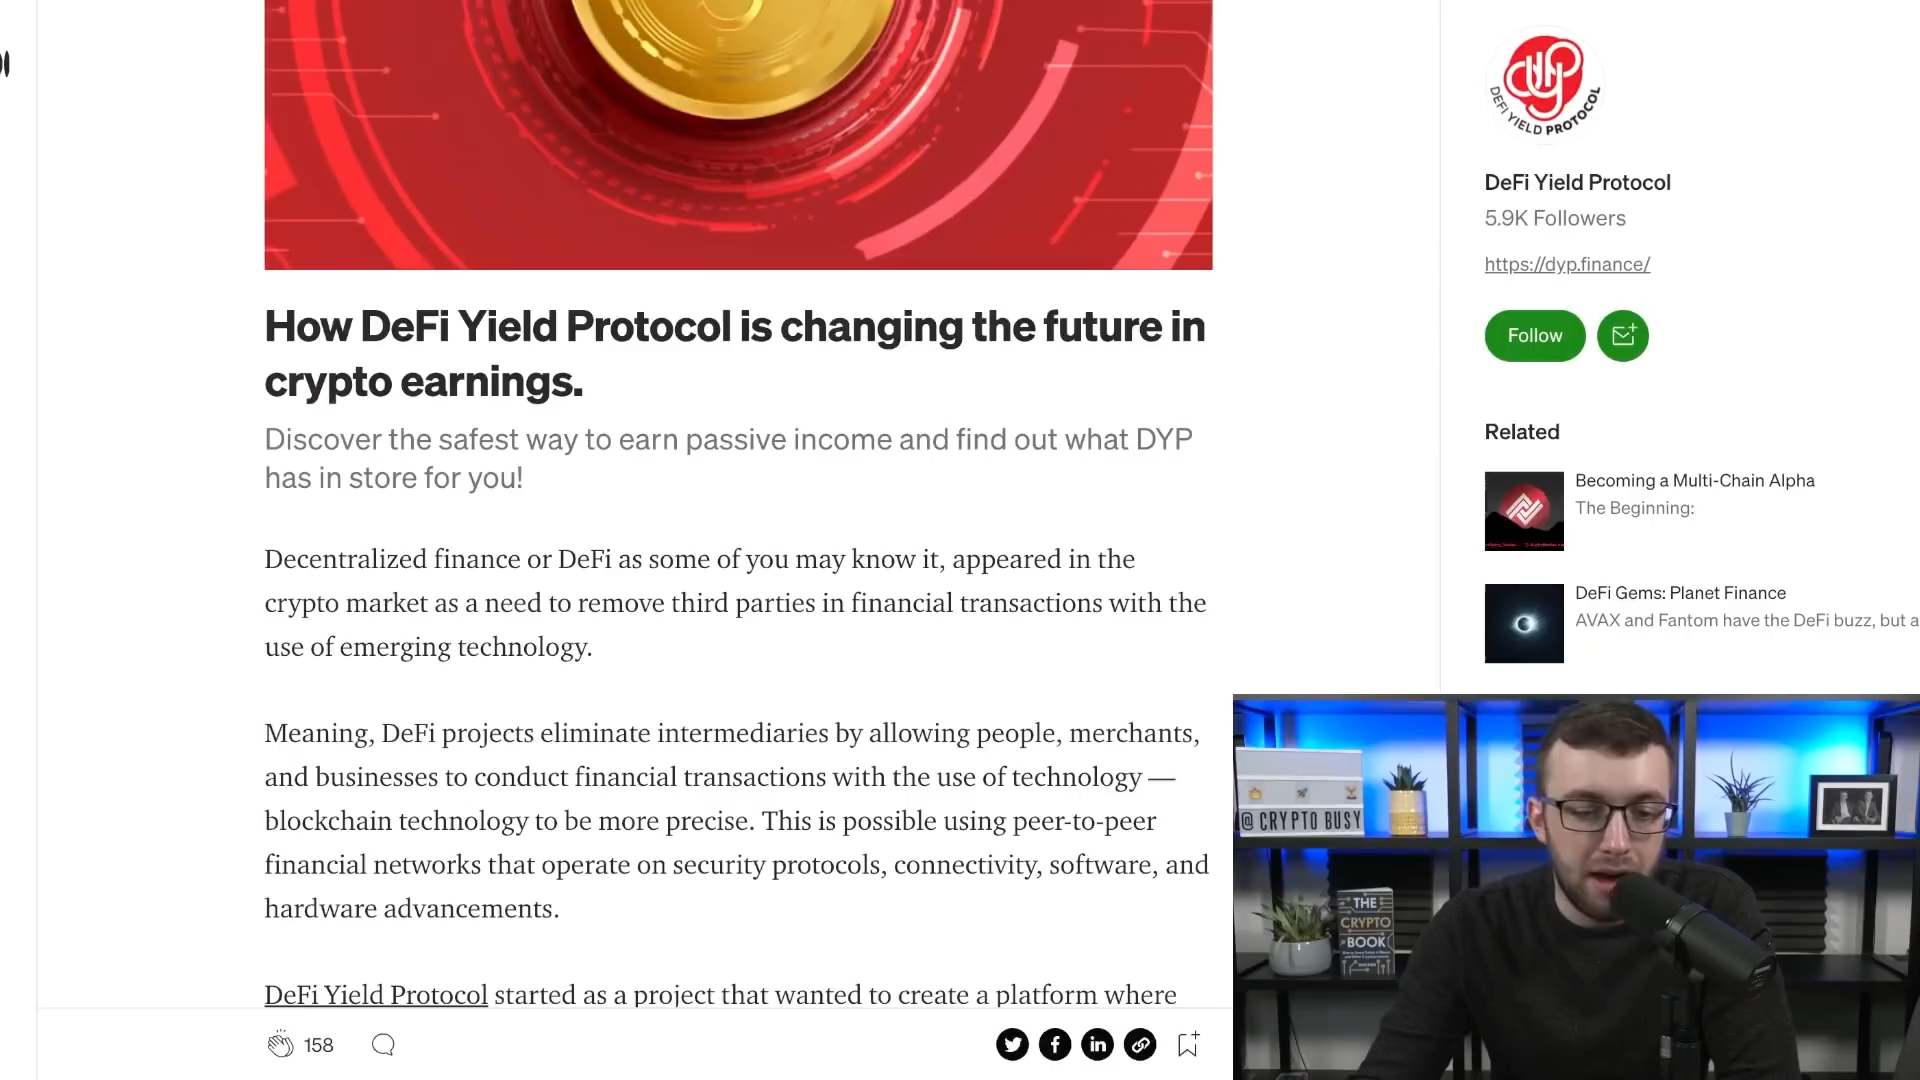 How DeFi Yield Protocol is changing the future in
crypto earnings.
Discover the safest way to earn passive income and find out what DYP
has in store for you!
Decentralized finance or DeFi as some of you may know it, appeared in the
crypto market as a need to remove third parties in financial transactions with the
use of emerging technology.
Meaning, DeFi projects eliminate intermediaries by allowing people, merchants,
and businesses to conduct financial transactions with the use of technology —
blockchain technology to be more precise. This is possible using peer-to-peer
financial networks that operate on security protocols, connectivity, software, and
hardware advancements.
DeFi Yield Protocol started as a project that wanted to create a platform where
158
dyp
DEFI YIELD PROTOCOL
DeFi Yield Protocol
5.9K Followers
https://dyp.finance/
Follow
Related
Becoming a Multi-Chain Alpha
The Beginning:
DeFi Gems: Planet Finance
AVAX and Fantom have the DeFi buzz, but a
@ CRYPTO BUSY
THE
CRYPTO
BOOK